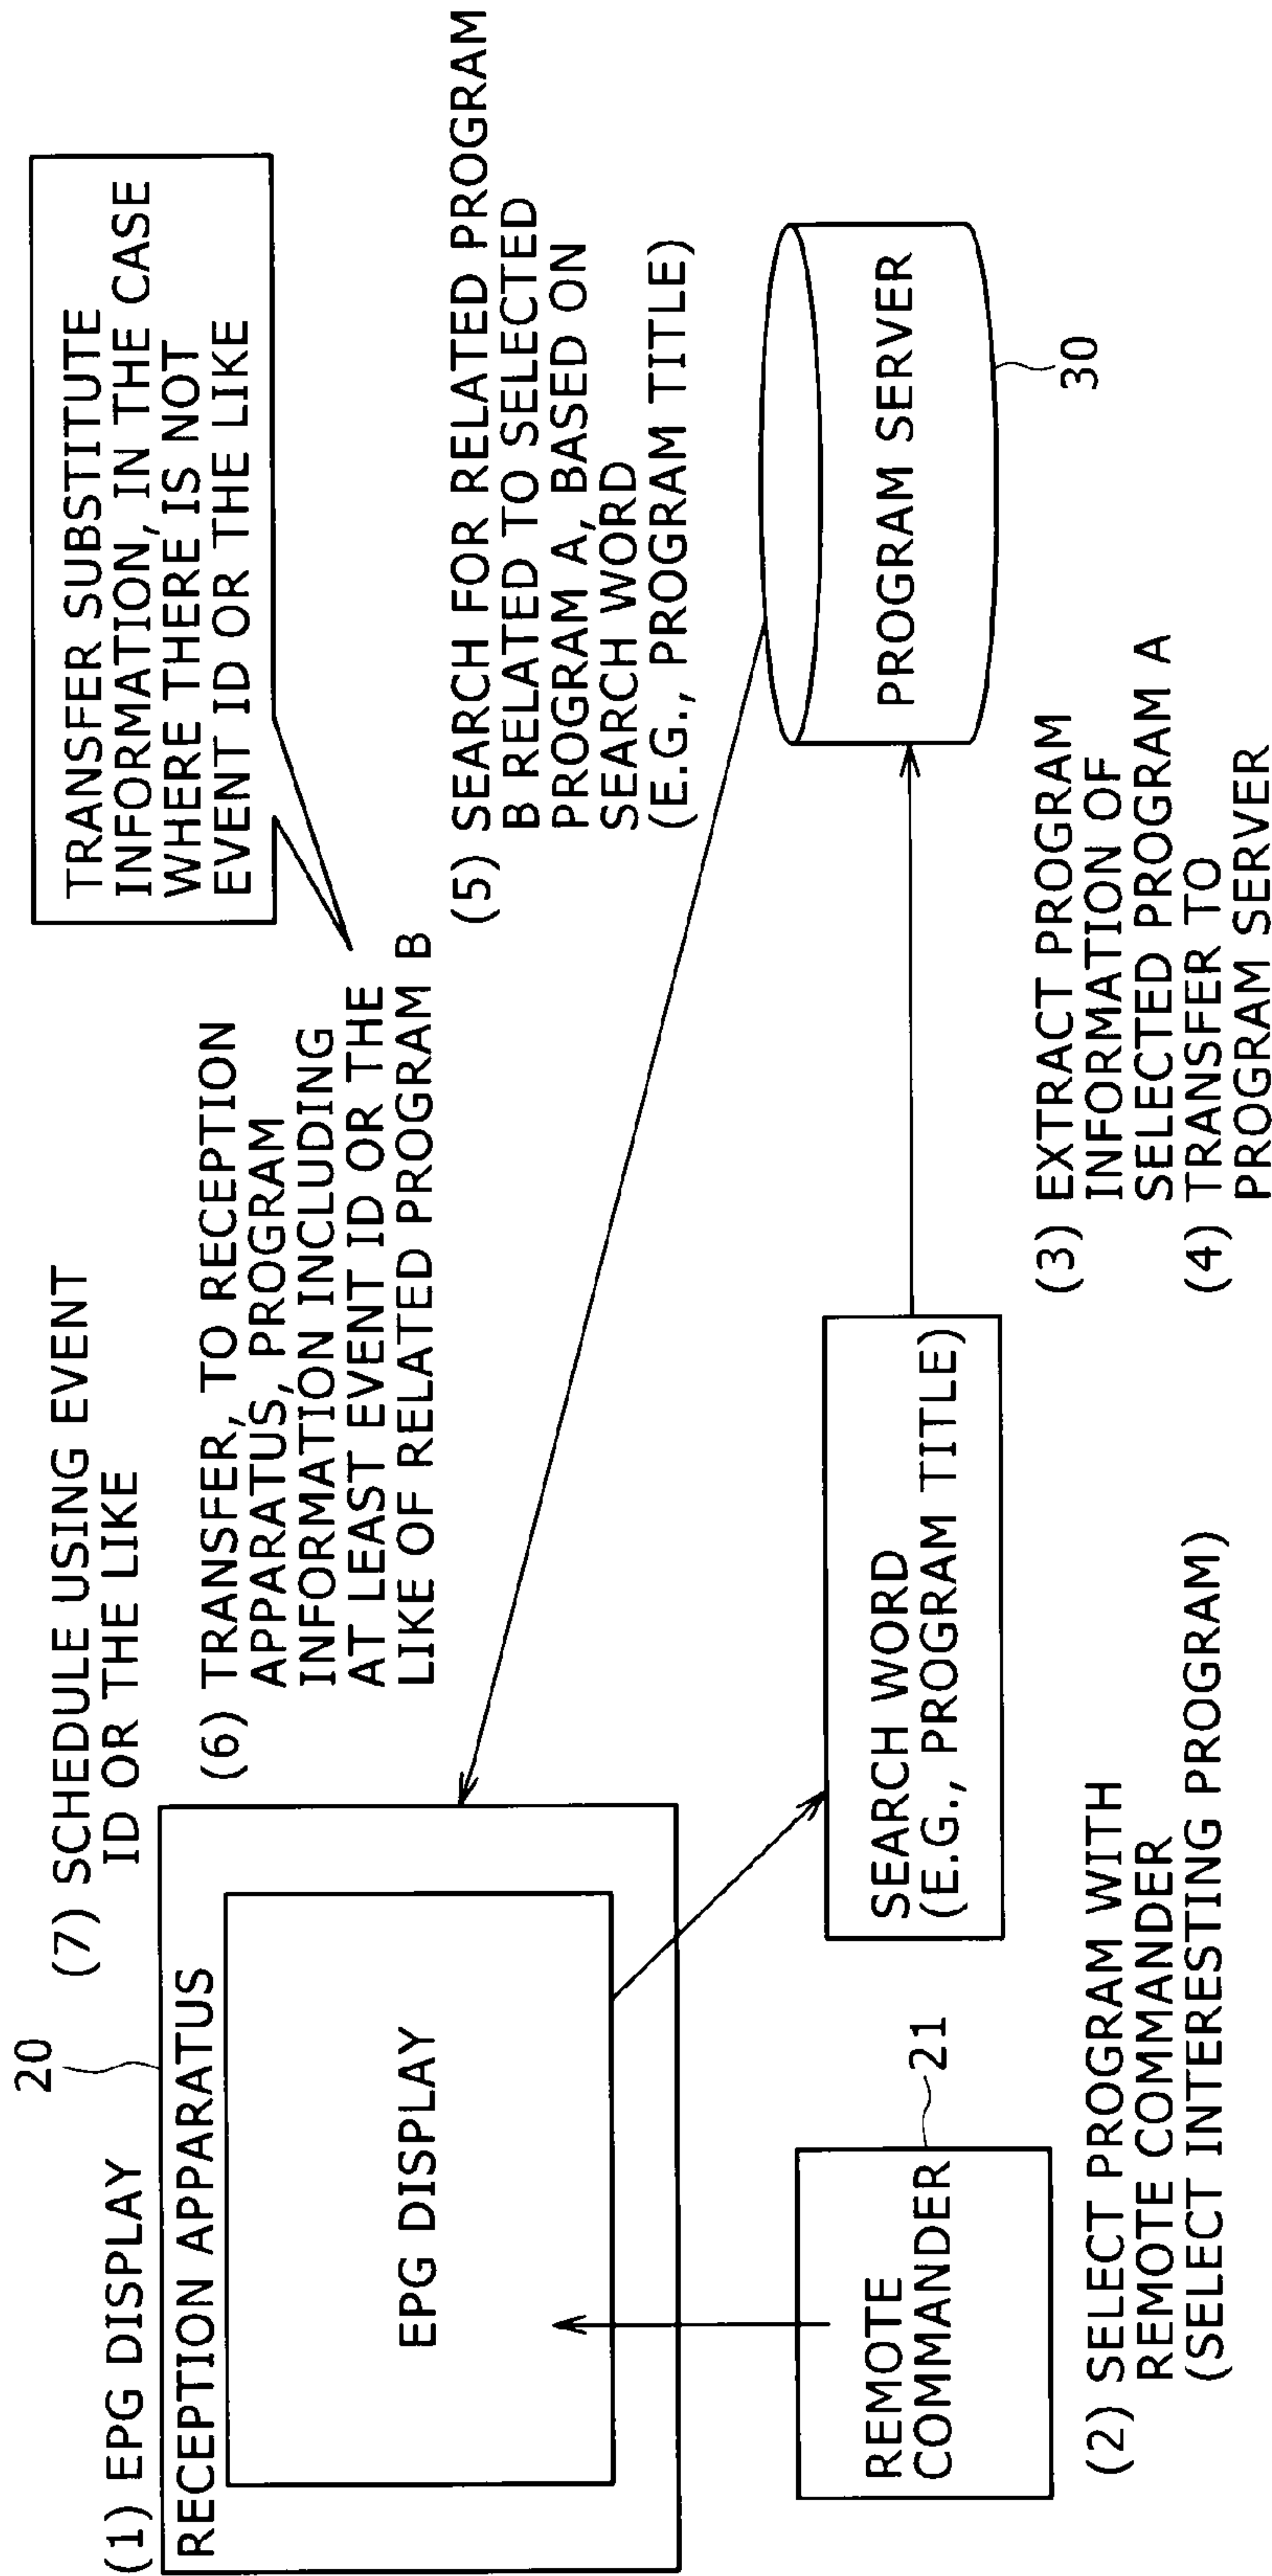 (1) EPG DISPLAY
20
RECEPTION APPARATUS
EPG DISPLAY
REMOTE
COMMANDER
21
(2) SELECT PROGRAM WITH
REMOTE COMMANDER
(SELECT INTERESTING PROGRAM)
SEARCH WORD
(E.G., PROGRAM TITLE)
(3) EXTRACT PROGRAM
INFORMATION OF
SELECTED PROGRAM A
(4) TRANSFER TO
PROGRAM SERVER
PROGRAM SERVER
30
(5) SEARCH FOR RELATED PROGRAM
B RELATED TO SELECTED
PROGRAM A, BASED ON
SEARCH WORD
(E.G., PROGRAM TITLE)
(6) TRANSFER, TO RECEPTION
APPARATUS, PROGRAM
INFORMATION INCLUDING
AT LEAST EVENT ID OR THE
LIKE OF RELATED PROGRAM B
TRANSFER SUBSTITUTE
INFORMATION, IN THE CASE
WHERE THERE IS NOT
EVENT ID OR THE LIKE
(7) SCHEDULE USING EVENT
ID OR THE LIKE